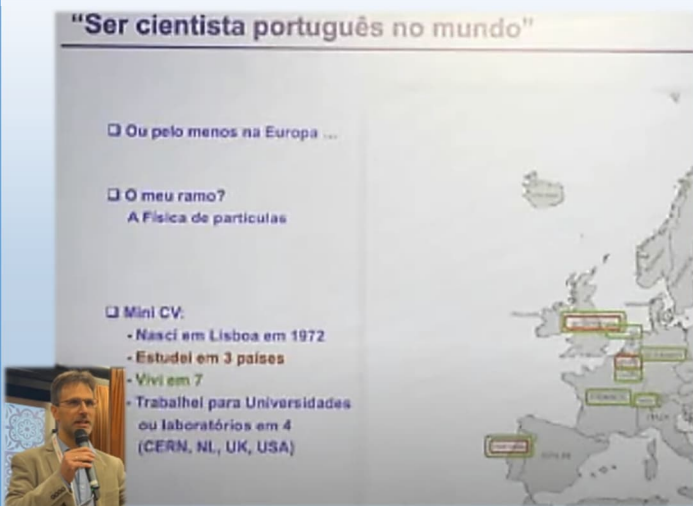 “Ser cientista português no mundo”
❑ Ou pelo menos na Europa ...
❑ O meu ramo?
A Física de partículas
❑ Mini CV:
- Nasci em Lisboa em 1972
- Estudei em 3 países
- Vivi em 7
- Trabalhei para Universidades
ou laboratórios em 4
(CERN, NL, UK, USA)